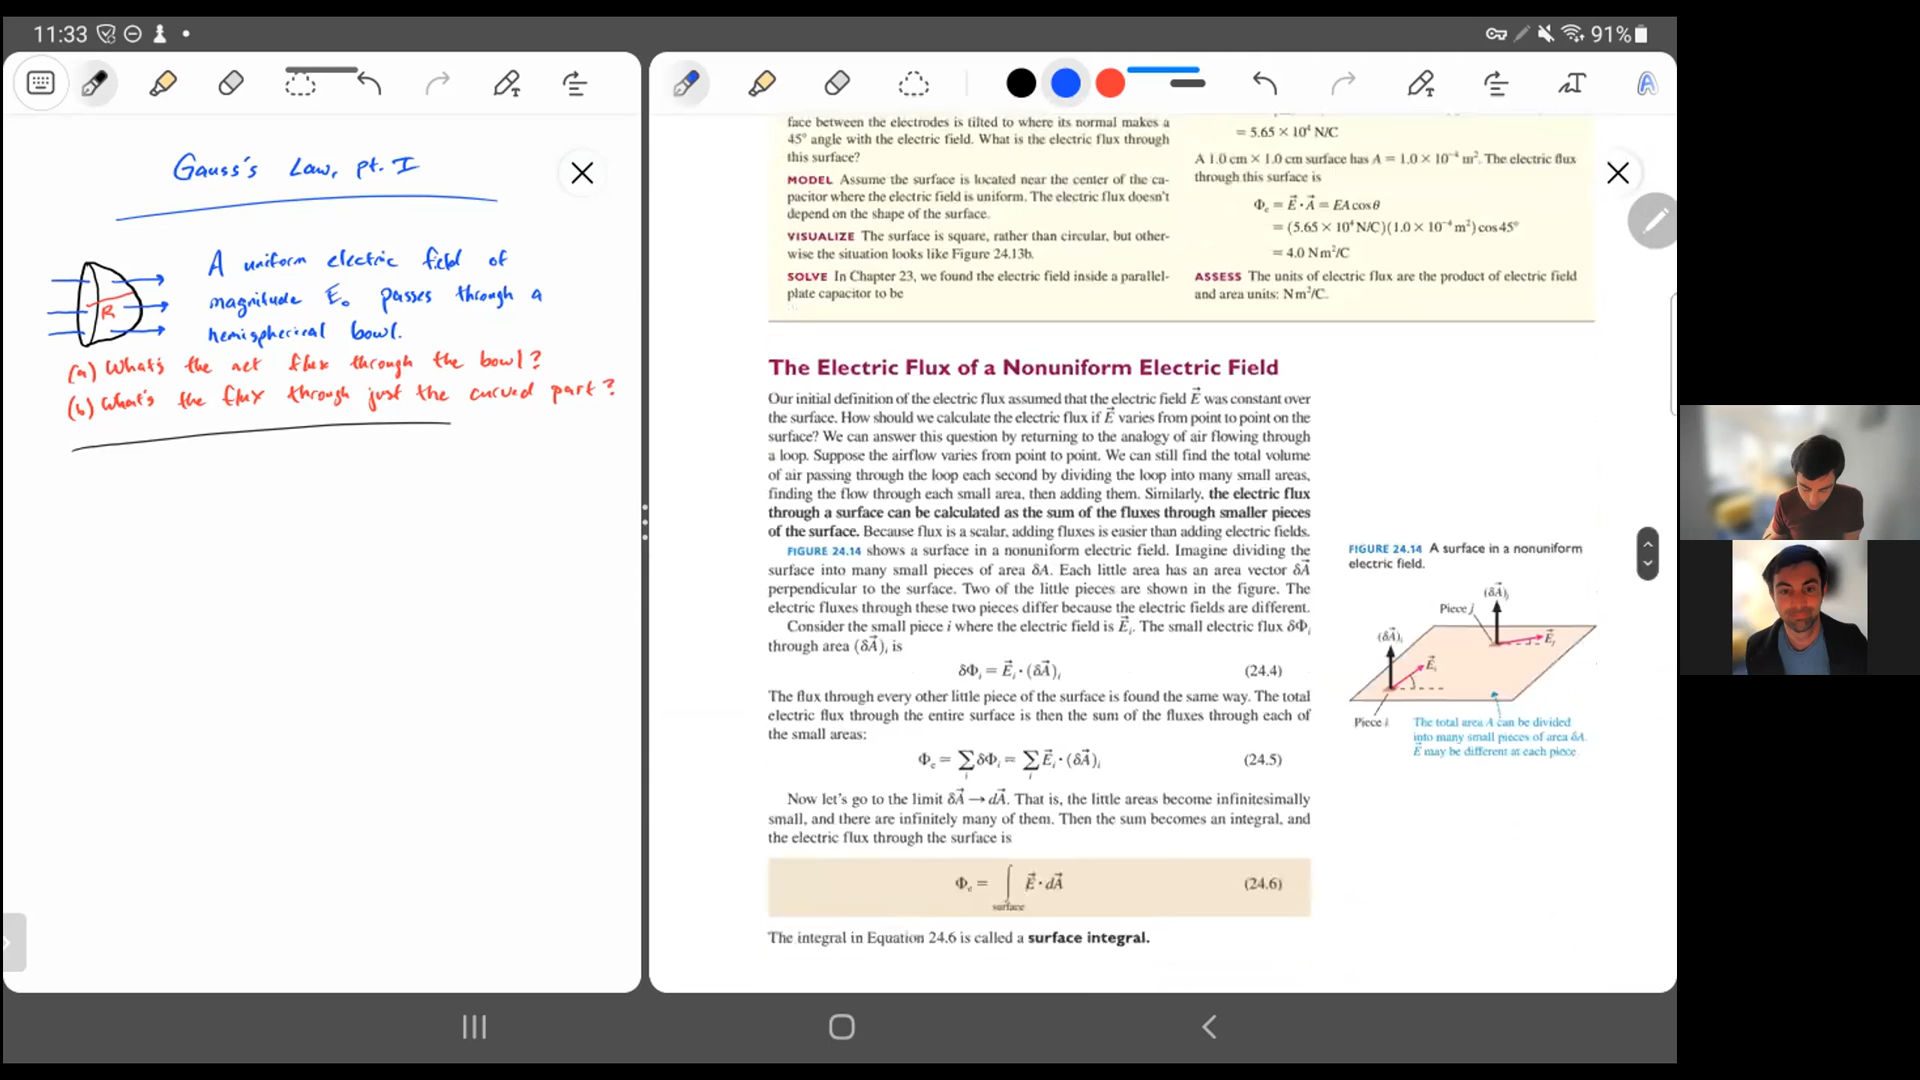 11:33
91%
Gauss's Law, pt. I
A uniform electric field of
magnitude E₀ passes through a
hemispherical bowl.
R
(a) What's the net flux through the bowl?
(b) What's the flux through just the curved part?
face between the electrodes is tilted to where its normal makes a
45° angle with the electric field. What is the electric flux through
this surface?
MODEL Assume the surface is located near the center of the ca-
pacitor where the electric field is uniform. The electric flux doesn't
depend on the shape of the surface.
VISUALIZE The surface is square, rather than circular, but other-
wise the situation looks like Figure 24.13b.
SOLVE In Chapter 23, we found the electric field inside a parallel-
plate capacitor to be
= 5.65 × 10⁴ N/C
A 1.0 cm × 1.0 cm surface has A = 1.0 × 10⁻⁴ m². The electric flux
through this surface is
Φₑ = E⃗ · A⃗ = EA cos θ
= (5.65 × 10⁴ N/C)(1.0 × 10⁻⁴ m²) cos 45°
= 4.0 N m²/C
ASSESS The units of electric flux are the product of electric field
and area units: N m²/C.
The Electric Flux of a Nonuniform Electric Field
Our initial definition of the electric flux assumed that the electric field E⃗ was constant over
the surface. How should we calculate the electric flux if E⃗ varies from point to point on the
surface? We can answer this question by returning to the analogy of air flowing through
a loop. Suppose the airflow varies from point to point. We can still find the total volume
of air passing through the loop each second by dividing the loop into many small areas,
finding the flow through each small area, then adding them. Similarly, the electric flux
through a surface can be calculated as the sum of the fluxes through smaller pieces
of the surface. Because flux is a scalar, adding fluxes is easier than adding electric fields.
FIGURE 24.14 shows a surface in a nonuniform electric field. Imagine dividing the
surface into many small pieces of area δA. Each little area has an area vector δA⃗
perpendicular to the surface. Two of the little pieces are shown in the figure. The
electric fluxes through these two pieces differ because the electric fields are different.
Consider the small piece i where the electric field is E⃗ᵢ. The small electric flux δΦᵢ
through area (δA⃗)ᵢ is
δΦᵢ = E⃗ᵢ · (δA⃗)ᵢ (24.4)
The flux through every other little piece of the surface is found the same way. The total
electric flux through the entire surface is then the sum of the fluxes through each of
the small areas:
Φₑ = ∑ᵢ δΦᵢ = ∑ᵢ E⃗ᵢ · (δA⃗)ᵢ (24.5)
Now let's go to the limit δA⃗ → dA⃗. That is, the little areas become infinitesimally
small, and there are infinitely many of them. Then the sum becomes an integral, and
the electric flux through the surface is
Φₑ = ∫ E⃗ · dA⃗ (24.6)
surface
The integral in Equation 24.6 is called a surface integral.
FIGURE 24.14 A surface in a nonuniform
electric field.
(δA⃗)ⱼ
Piece j
E⃗ⱼ
(δA⃗)ᵢ
E⃗ᵢ
Piece i
The total area A can be divided
into many small pieces of area δA.
E⃗ may be different at each piece.